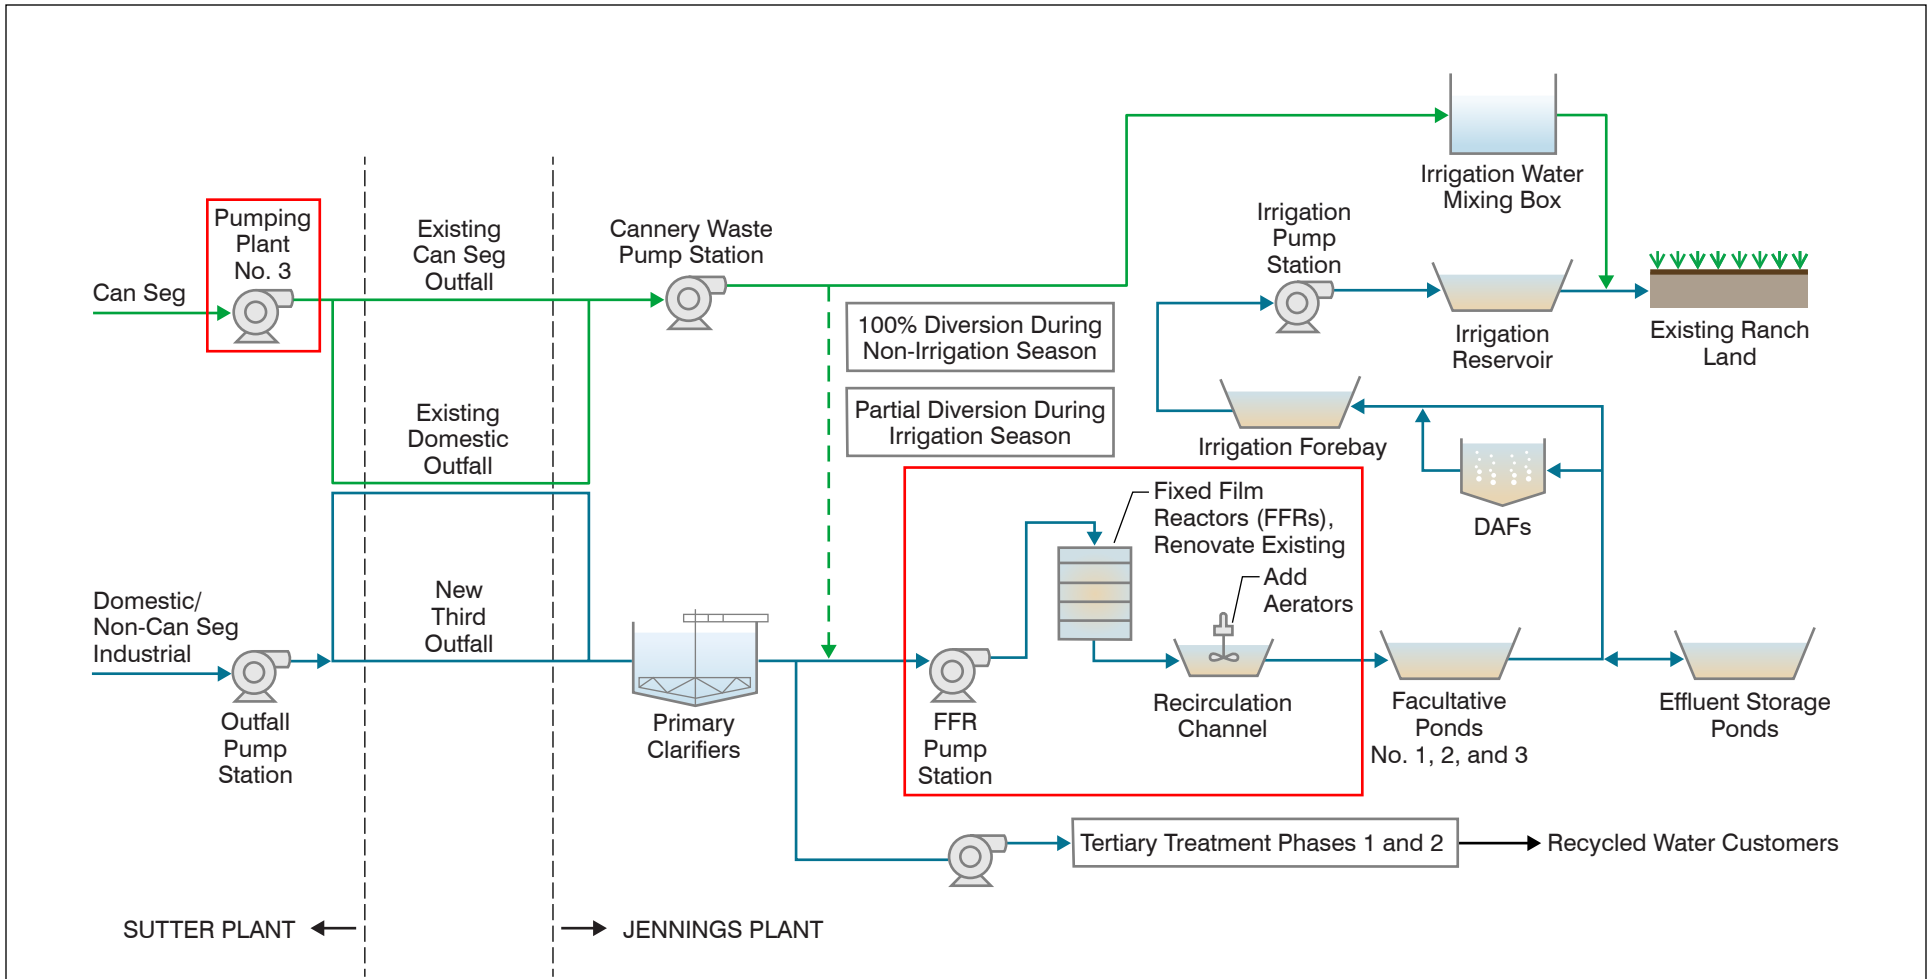 Pumping
Plant
No. 3
Can Seg
Existing
Can Seg
Outfall
Cannery Waste
Pump Station
100% Diversion During
Non-Irrigation Season
Partial Diversion During
Irrigation Season
Irrigation Water
Mixing Box
Irrigation
Pump
Station
Irrigation
Reservoir
Existing Ranch
Land
Irrigation Forebay
DAFs
Existing
Domestic
Outfall
Domestic/
Non-Can Seg
Industrial
Outfall
Pump
Station
New
Third
Outfall
Primary
Clarifiers
FFR
Pump
Station
Fixed Film
Reactors (FFRs),
Renovate Existing
Add
Aerators
Recirculation
Channel
Facultative
Ponds
No. 1, 2, and 3
Effluent Storage
Ponds
Tertiary Treatment Phases 1 and 2
Recycled Water Customers
SUTTER PLANT
JENNINGS PLANT